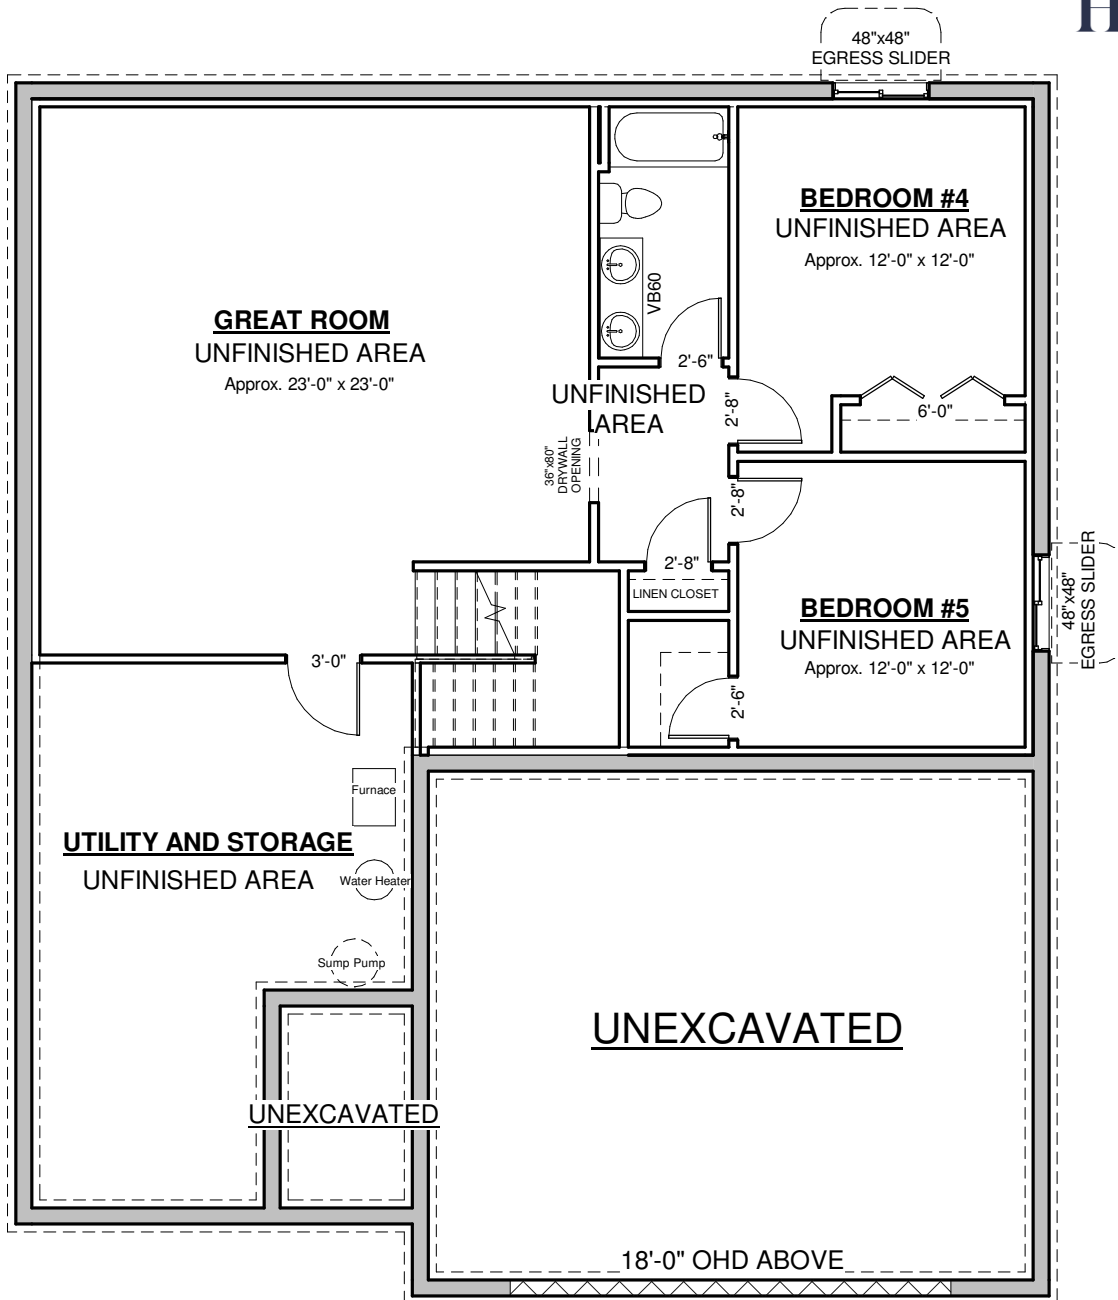 H
48"x48"
EGRESS SLIDER
BEDROOM #4
UNFINISHED AREA
Approx. 12'-0" x 12'-0"
VB60
GREAT ROOM
UNFINISHED AREA
Approx. 23'-0" x 23'-0"
2'-6"
UNFINISHED
AREA
2'-8"
6'-0"
36"x80"
DRYWALL
OPENING
2'-8"
2'-8"
LINEN CLOSET
48"x48"
EGRESS SLIDER
BEDROOM #5
UNFINISHED AREA
Approx. 12'-0" x 12'-0"
3'-0"
2'-6"
Furnace
UTILITY AND STORAGE
UNFINISHED AREA
Water Heater
Sump Pump
UNEXCAVATED
UNEXCAVATED
18'-0" OHD ABOVE